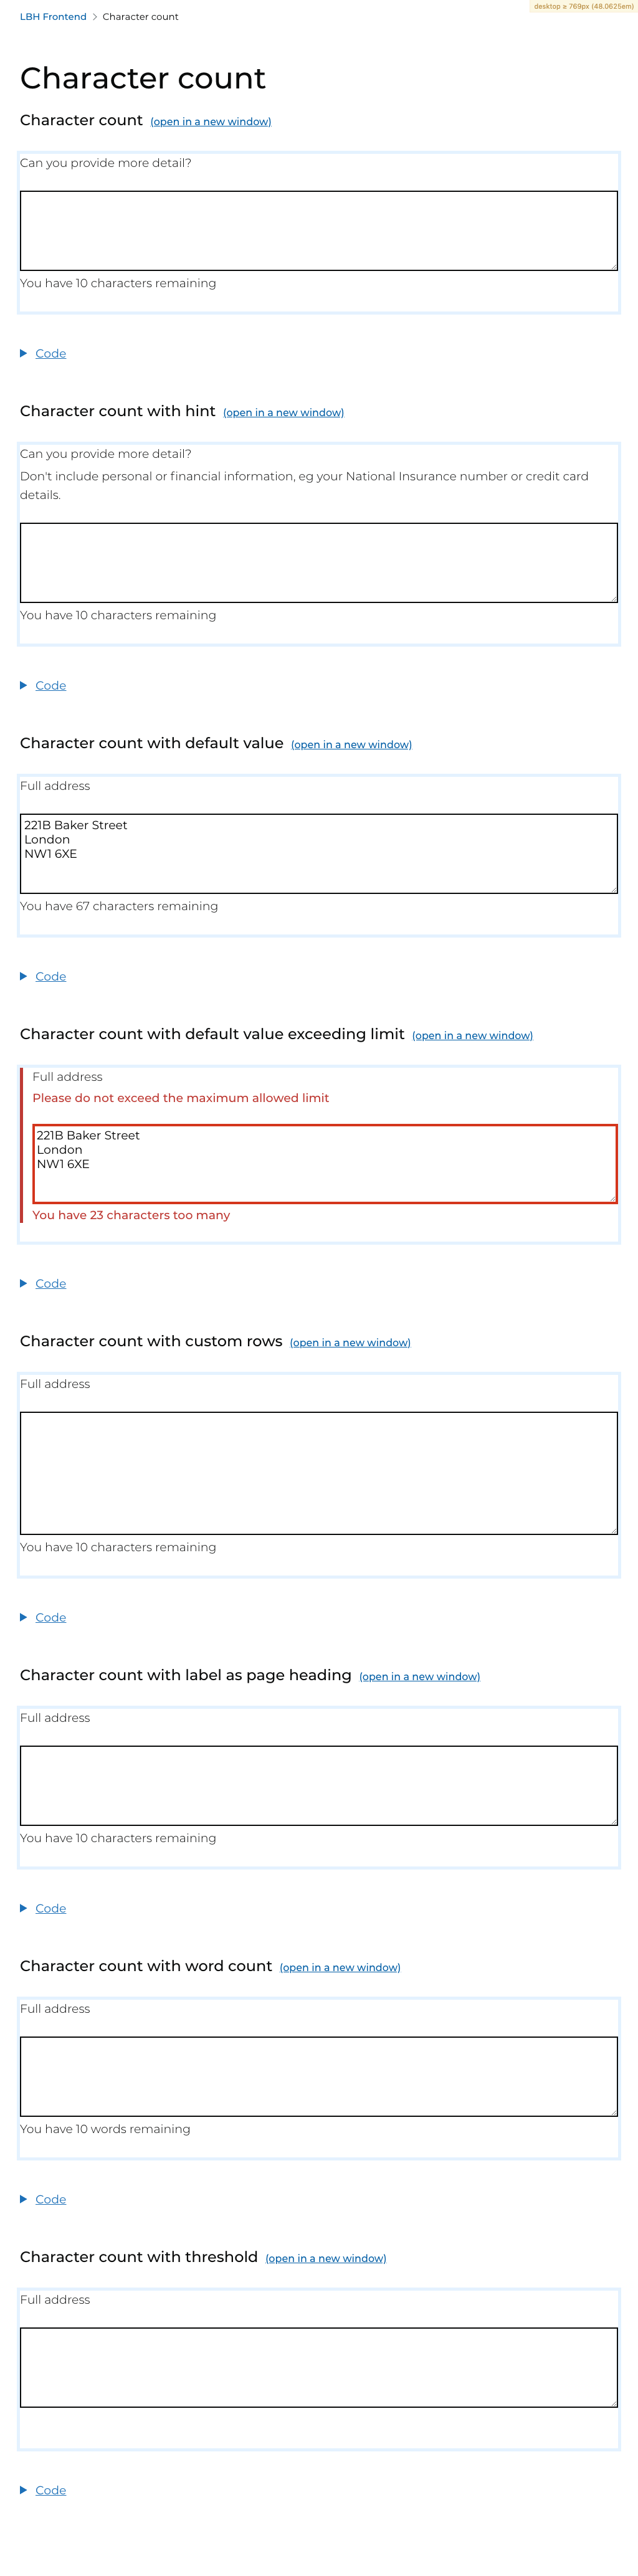 desktop ≥ 769px (48.0625em)
LBH Frontend > Character count
Character count
Character count (open in a new window)
Can you provide more detail?
You have 10 characters remaining
Code
Character count with hint (open in a new window)
Can you provide more detail?
Don't include personal or financial information, eg your National Insurance number or credit card
details.
You have 10 characters remaining
Code
Character count with default value (open in a new window)
Full address
221B Baker Street
London
NW1 6XE
You have 67 characters remaining
Code
Character count with default value exceeding limit (open in a new window)
Full address
Please do not exceed the maximum allowed limit
221B Baker Street
London
NW1 6XE
You have 23 characters too many
Code
Character count with custom rows (open in a new window)
Full address
You have 10 characters remaining
Code
Character count with label as page heading (open in a new window)
Full address
You have 10 characters remaining
Code
Character count with word count (open in a new window)
Full address
You have 10 words remaining
Code
Character count with threshold (open in a new window)
Full address
Code